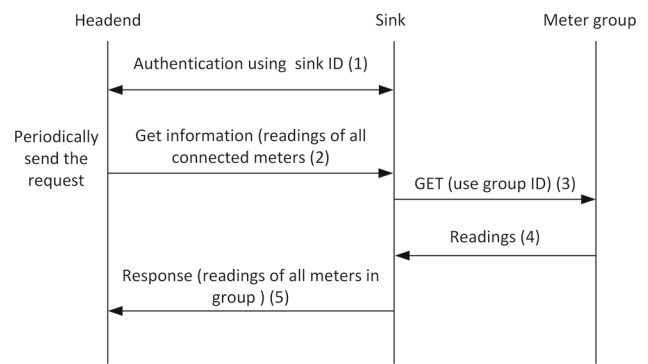 Headend
Sink
Meter group
Authentication using sink ID (1)
Periodically
send the
request
Get information (readings of all
connected meters (2)
GET (use group ID) (3)
Readings (4)
Response (readings of all meters in
group ) (5)